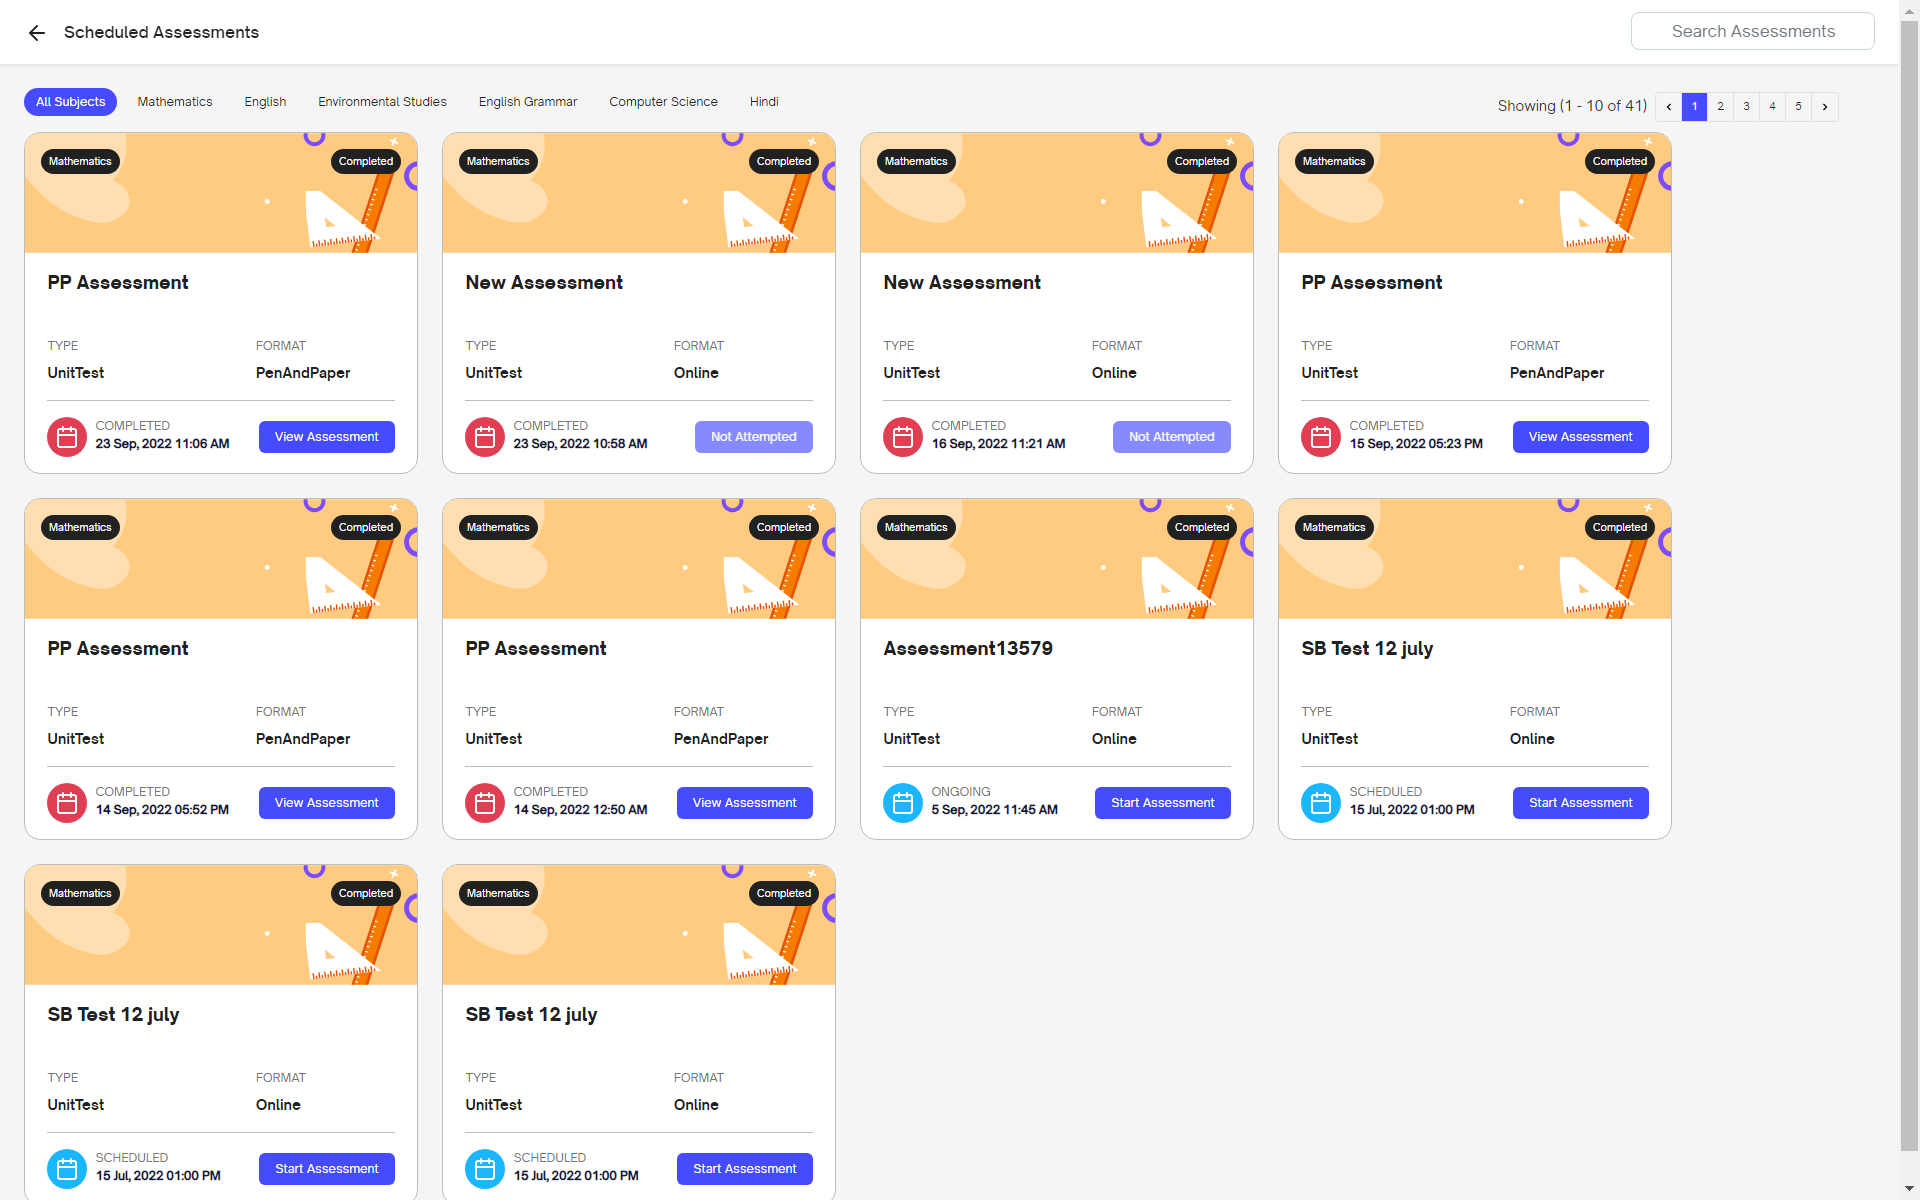 Scheduled Assessments
Search Assessments
All Subjects Mathematics English Environmental Studies English Grammar Computer Science Hindi
Showing (1 - 10 of 41) ‹ 1 2 3 4 5 ›
Mathematics Completed
PP Assessment
TYPE FORMAT
UnitTest PenAndPaper
COMPLETED
23 Sep, 2022 11:06 AM
View Assessment
Mathematics Completed
New Assessment
TYPE FORMAT
UnitTest Online
COMPLETED
23 Sep, 2022 10:58 AM
Not Attempted
Mathematics Completed
New Assessment
TYPE FORMAT
UnitTest Online
COMPLETED
16 Sep, 2022 11:21 AM
Not Attempted
Mathematics Completed
PP Assessment
TYPE FORMAT
UnitTest PenAndPaper
COMPLETED
15 Sep, 2022 05:23 PM
View Assessment
Mathematics Completed
PP Assessment
TYPE FORMAT
UnitTest PenAndPaper
COMPLETED
14 Sep, 2022 05:52 PM
View Assessment
Mathematics Completed
PP Assessment
TYPE FORMAT
UnitTest PenAndPaper
COMPLETED
14 Sep, 2022 12:50 AM
View Assessment
Mathematics Completed
Assessment13579
TYPE FORMAT
UnitTest Online
ONGOING
5 Sep, 2022 11:45 AM
Start Assessment
Mathematics Completed
SB Test 12 july
TYPE FORMAT
UnitTest Online
SCHEDULED
15 Jul, 2022 01:00 PM
Start Assessment
Mathematics Completed
SB Test 12 july
TYPE FORMAT
UnitTest Online
SCHEDULED
15 Jul, 2022 01:00 PM
Start Assessment
Mathematics Completed
SB Test 12 july
TYPE FORMAT
UnitTest Online
SCHEDULED
15 Jul, 2022 01:00 PM
Start Assessment